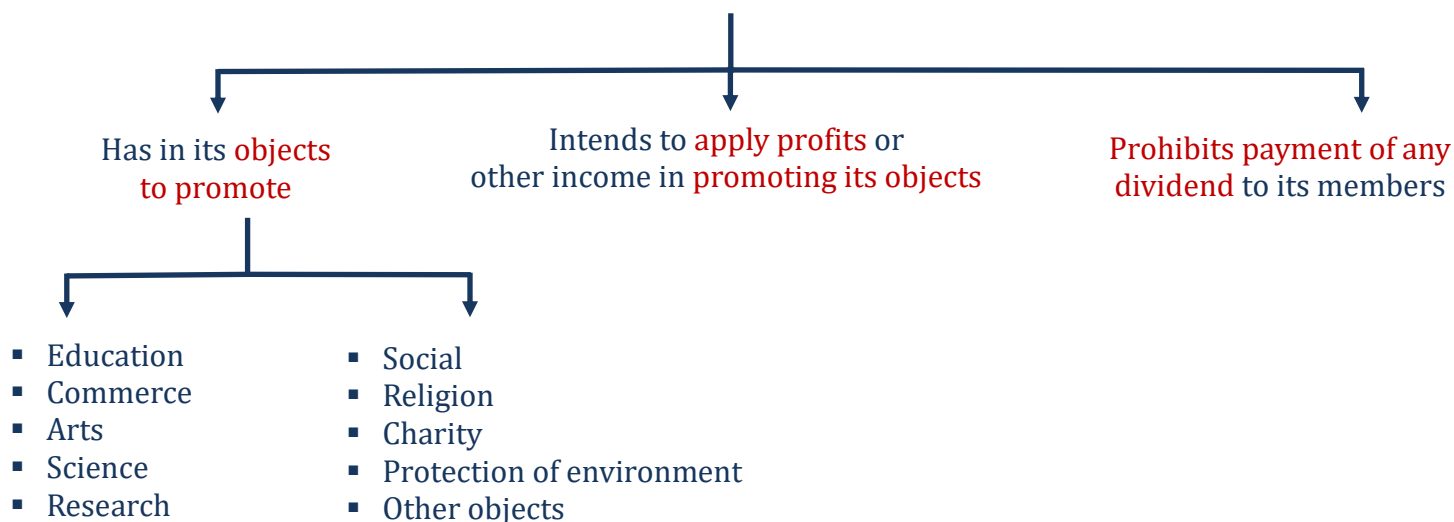 Has in its objects
to promote
Intends to apply profits or
other income in promoting its objects
Prohibits payment of any
dividend to its members
▪ Education
▪ Commerce
▪ Arts
▪ Science
▪ Research
▪ Social
▪ Religion
▪ Charity
▪ Protection of environment
▪ Other objects